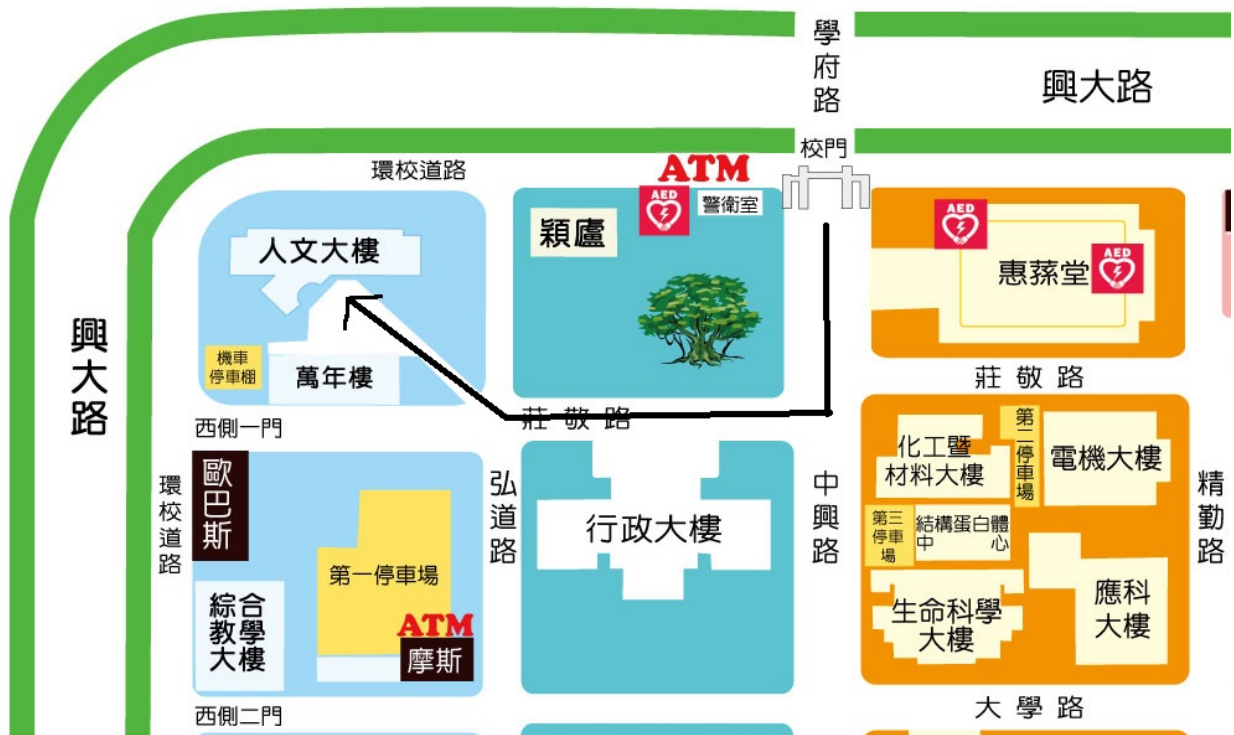 學府路
興大路
校門
環校道路
ATM
AED
警衛室
穎廬
人文大樓
AED
惠蓀堂
AED
興大路
機車
停車棚
萬年樓
莊敬路
西側一門
莊敬路
歐巴斯
環校道路
弘道路
行政大樓
中興路
化工暨
材料大樓
第二停車場
電機大樓
精勤路
第三
停車
場
結構蛋白體
中心
第一停車場
綜合
教學
大樓
ATM
摩斯
生命科學
大樓
應科
大樓
西側二門
大學路